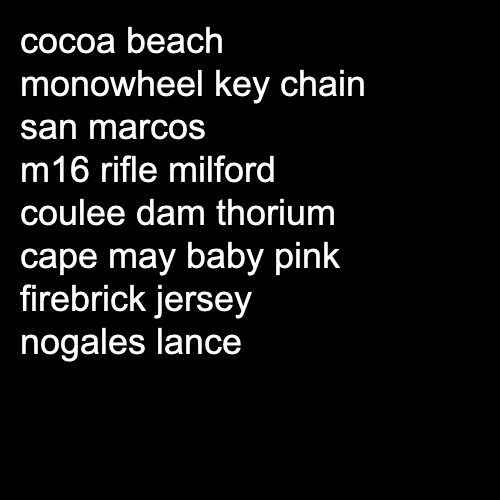 cocoa beach
monowheel key chain
san marcos
m16 rifle milford
coulee dam thorium
cape may baby pink
firebrick jersey
nogales lance